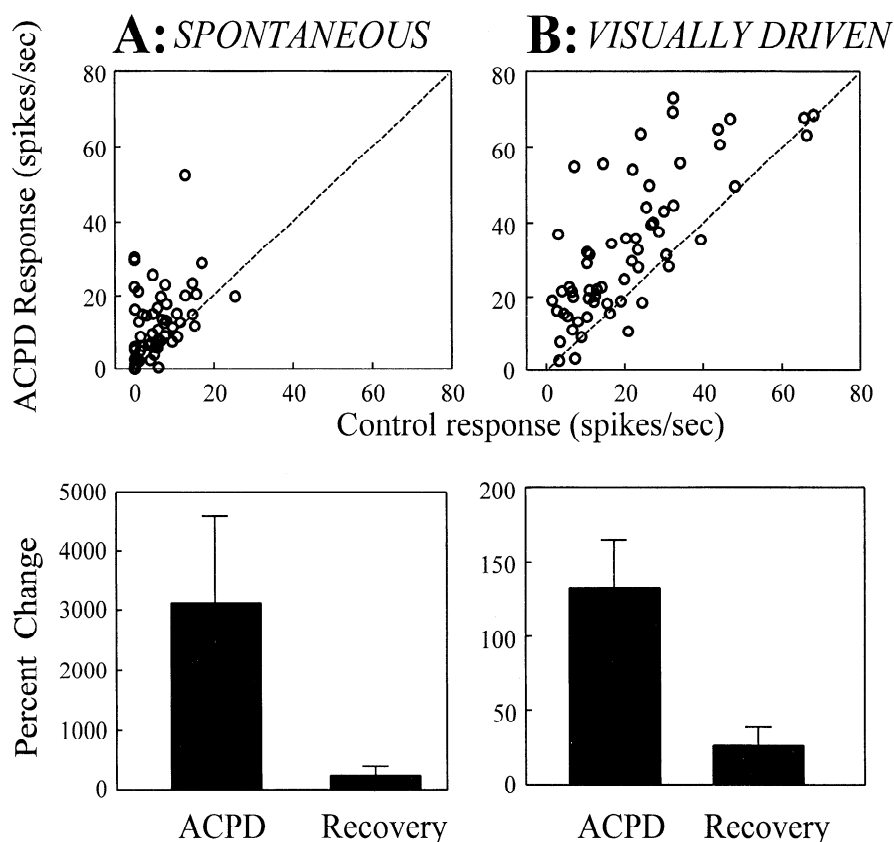 A: SPONTANEOUS
B: VISUALLY DRIVEN
ACPD Response (spikes/sec)
80
60
40
20
0
0 20 40 60 80
80
60
40
20
0
0 20 40 60 80
Control response (spikes/sec)
Percent Change
5000
4000
3000
2000
1000
0
ACPD Recovery
200
150
100
50
0
ACPD Recovery